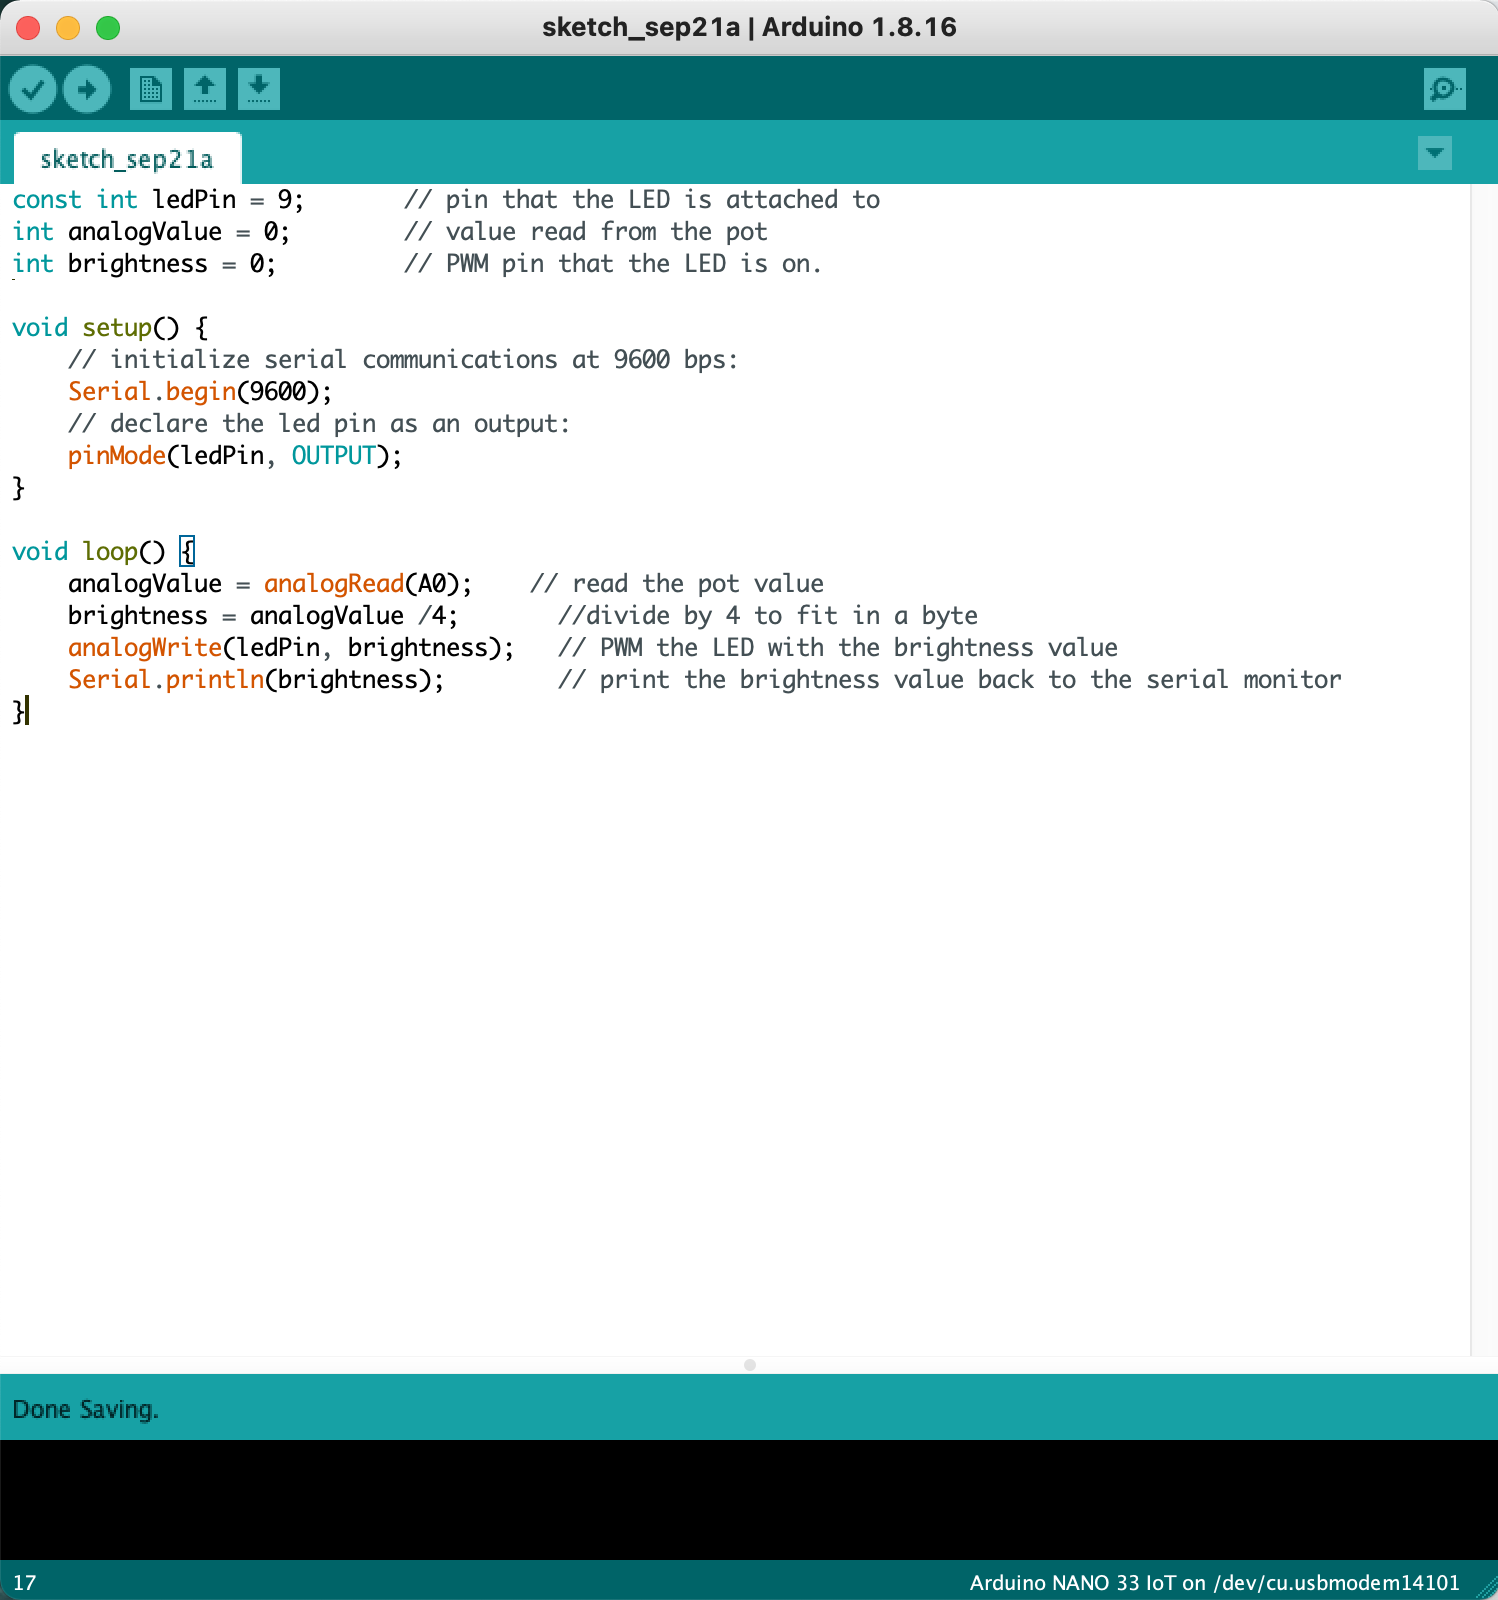 sketch_sep21a | Arduino 1.8.16
sketch_sep21a
const int ledPin = 9;       // pin that the LED is attached to
int analogValue = 0;        // value read from the pot
int brightness = 0;         // PWM pin that the LED is on.
void setup() {
    // initialize serial communications at 9600 bps:
    Serial.begin(9600);
    // declare the led pin as an output:
    pinMode(ledPin, OUTPUT);
}
void loop() {
    analogValue = analogRead(A0);    // read the pot value
    brightness = analogValue /4;       //divide by 4 to fit in a byte
    analogWrite(ledPin, brightness);   // PWM the LED with the brightness value
    Serial.println(brightness);        // print the brightness value back to the serial monitor
}
Done Saving.
17
Arduino NANO 33 IoT on /dev/cu.usbmodem14101